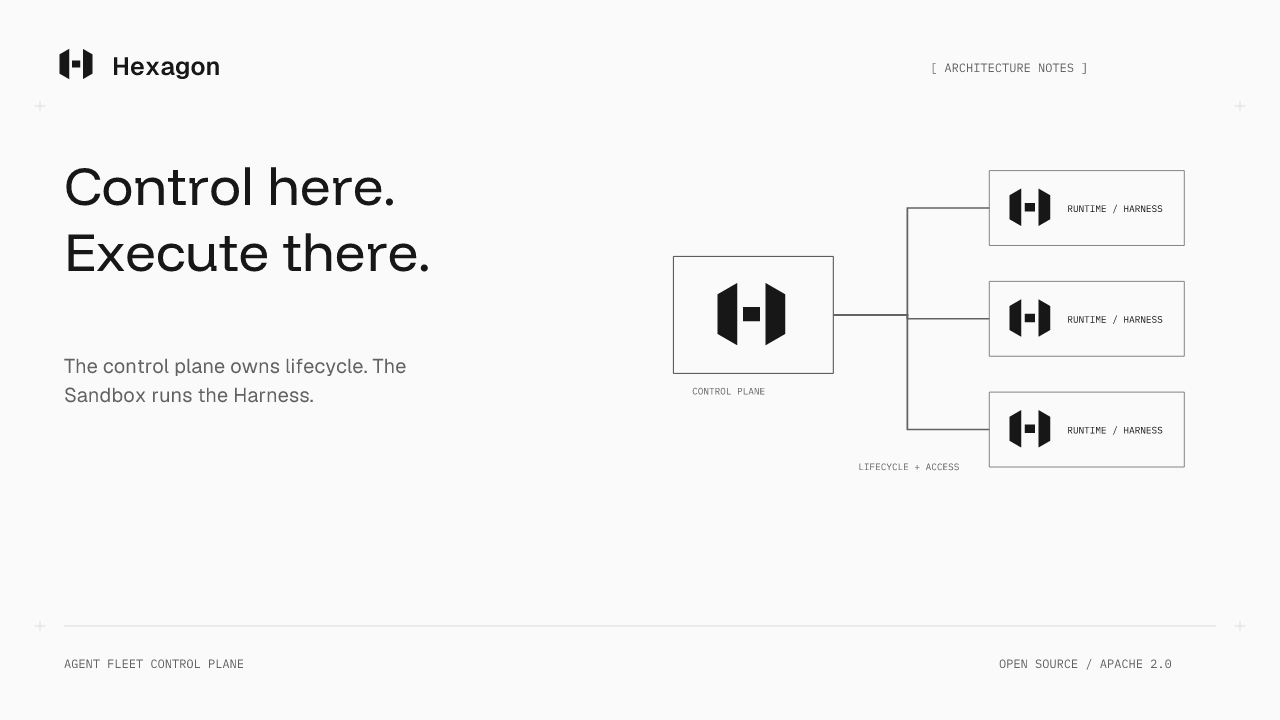 Hexagon
[ ARCHITECTURE NOTES ]
Control here.
Execute there.
The control plane owns lifecycle. The
Sandbox runs the Harness.
RUNTIME / HARNESS
RUNTIME / HARNESS
CONTROL PLANE
RUNTIME / HARNESS
LIFECYCLE + ACCESS
AGENT FLEET CONTROL PLANE
OPEN SOURCE / APACHE 2.0